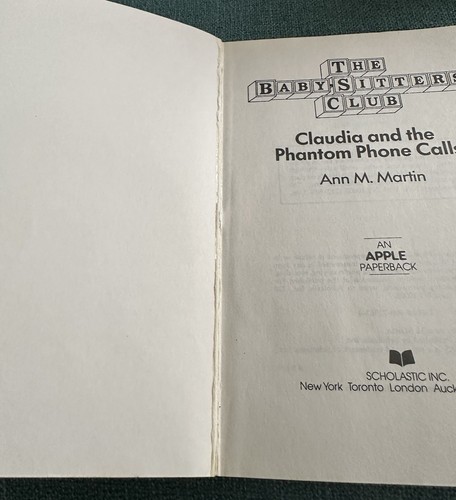 THE
BABY-SITTERS
CLUB
Claudia and the
Phantom Phone Calls
Ann M. Martin
AN
APPLE
PAPERBACK
SCHOLASTIC INC.
New York Toronto London Auck